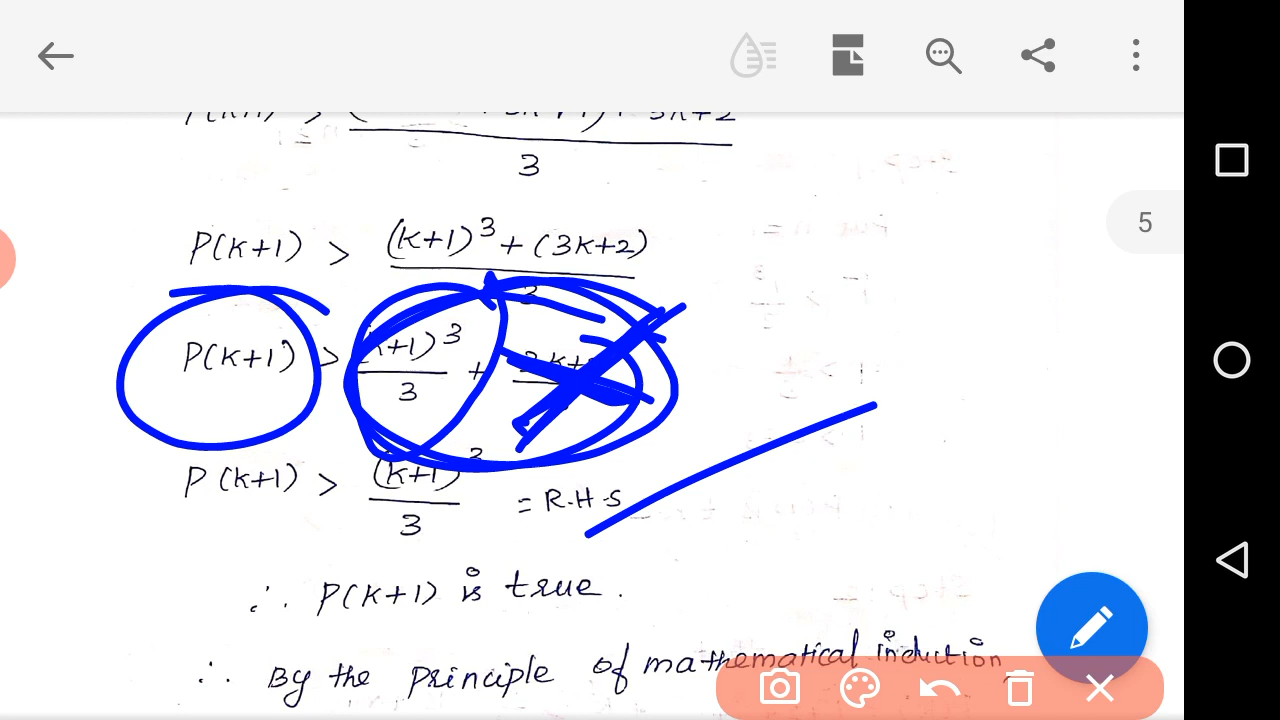 3
5
P(K+1) > (K+1)³ + (3K+2)
3
P(K+1) > (K+1)³ +
3
P(K+1) > (K+1)³ = R.H.S
3
∴ P(K+1) is true.
∴ By the principle of mathematical induction,